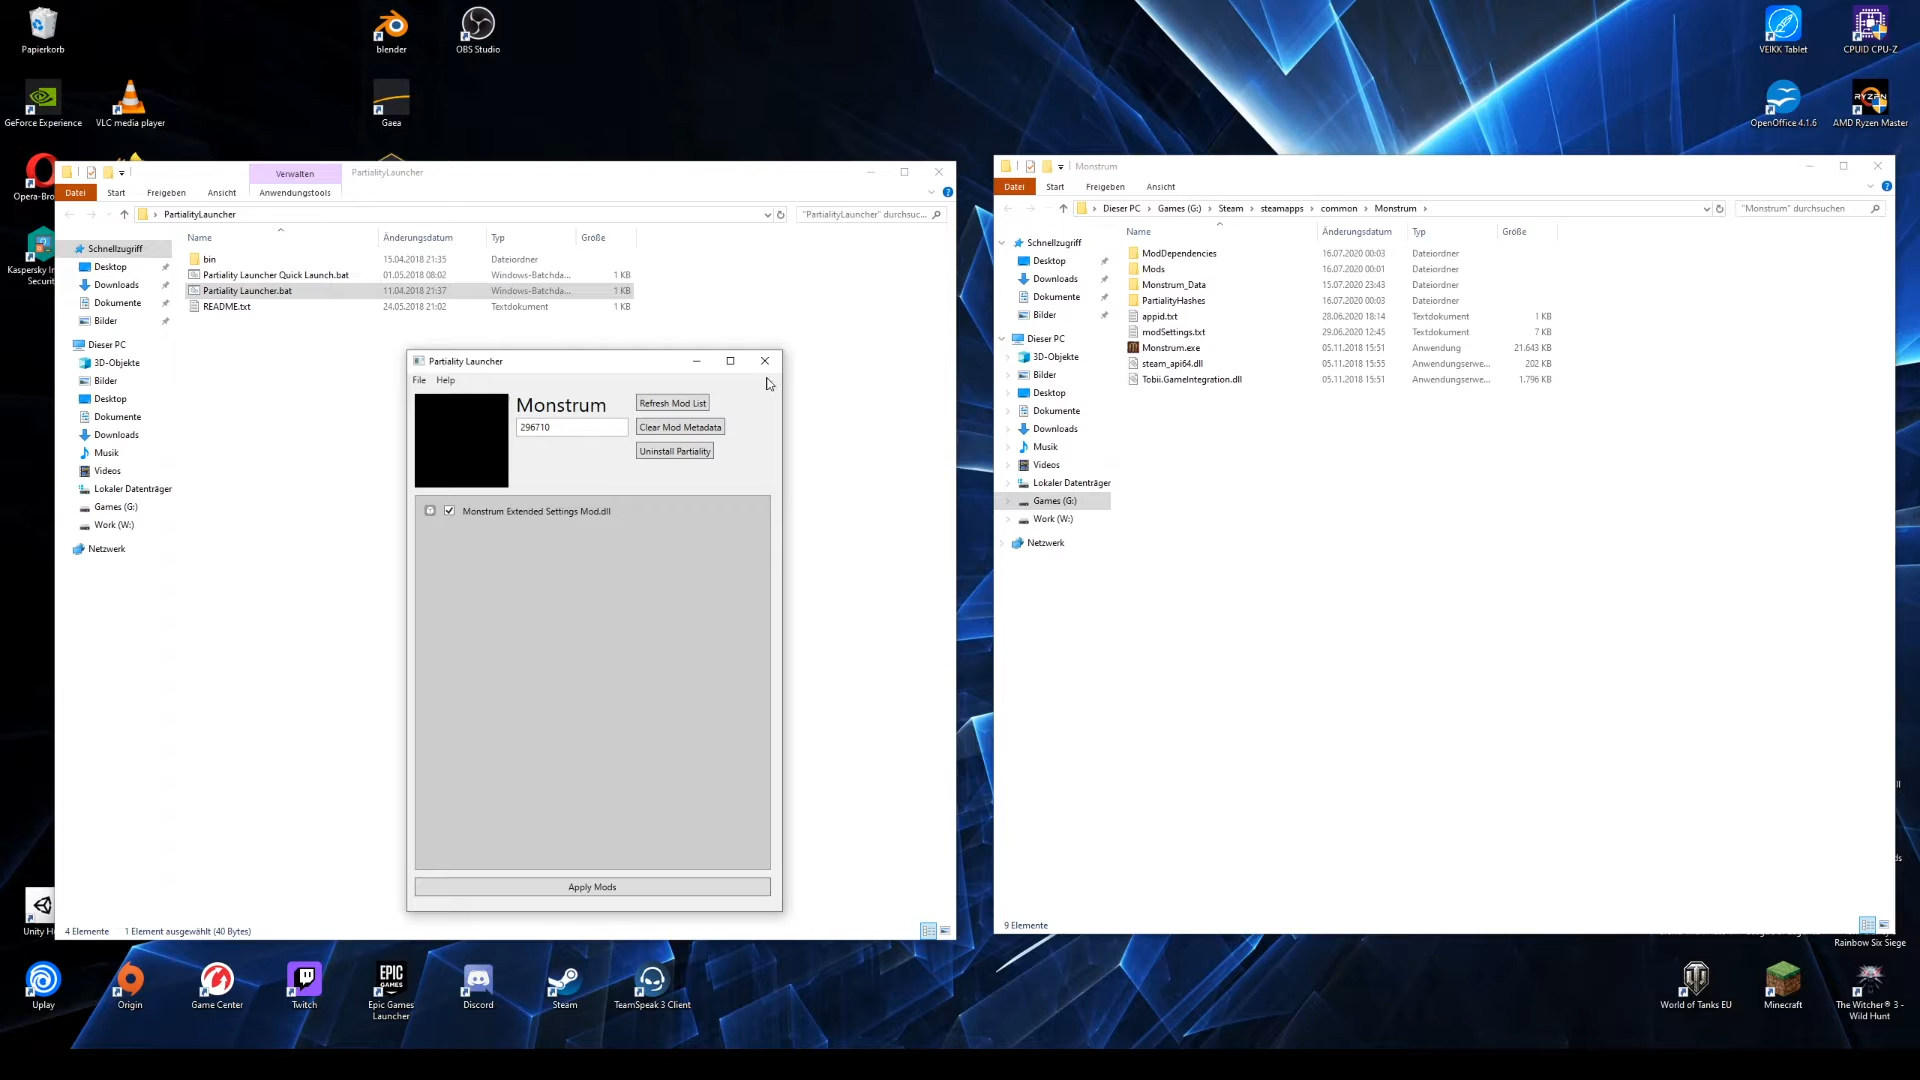 Papierkorb
blender
OBS Studio
VEIKK Tablet
CPUID CPU-Z
GeForce Experience
VLC media player
Gaea
OpenOffice 4.1.6
AMD Ryzen Master
Opera-Bro
Kaspersky In
Securit
Verwalten
PartialityLauncher
Datei
Start
Freigeben
Ansicht
Anwendungstools
PartialityLauncher
"PartialityLauncher" durchsuc...
Name
Änderungsdatum
Typ
Größe
Schnellzugriff
Desktop
Downloads
Dokumente
Bilder
Dieser PC
3D-Objekte
Bilder
Desktop
Dokumente
Downloads
Musik
Videos
Lokaler Datenträger
Games (G:)
Work (W:)
Netzwerk
bin 15.04.2018 21:35 Dateiordner
Partiality Launcher Quick Launch.bat 01.05.2018 08:02 Windows-Batchda... 1 KB
Partiality Launcher.bat 11.04.2018 21:37 Windows-Batchda... 1 KB
README.txt 24.05.2018 21:02 Textdokument 1 KB
4 Elemente
1 Element ausgewählt (40 Bytes)
Partiality Launcher
File
Help
Monstrum
296710
Refresh Mod List
Clear Mod Metadata
Uninstall Partiality
Monstrum Extended Settings Mod.dll
Apply Mods
Monstrum
Datei
Start
Freigeben
Ansicht
Dieser PC
Games (G:)
Steam
steamapps
common
Monstrum
"Monstrum" durchsuchen
Name
Änderungsdatum
Typ
Größe
Schnellzugriff
Desktop
Downloads
Dokumente
Bilder
Dieser PC
3D-Objekte
Bilder
Desktop
Dokumente
Downloads
Musik
Videos
Lokaler Datenträger
Games (G:)
Work (W:)
Netzwerk
ModDependencies 16.07.2020 00:03 Dateiordner
Mods 16.07.2020 00:01 Dateiordner
Monstrum_Data 15.07.2020 23:43 Dateiordner
PartialityHashes 16.07.2020 00:03 Dateiordner
appid.txt 28.06.2020 18:14 Textdokument 1 KB
modSettings.txt 29.06.2020 12:45 Textdokument 7 KB
Monstrum.exe 05.11.2018 15:51 Anwendung 21.643 KB
steam_api64.dll 05.11.2018 15:55 Anwendungserwe... 202 KB
Tobii.GameIntegration.dll 05.11.2018 15:51 Anwendungserwe... 1.796 KB
9 Elemente
Unity H
Rainbow Six Siege
Uplay
Origin
Game Center
Twitch
EPIC
GAMES
Epic Games
Launcher
Discord
Steam
TeamSpeak 3 Client
World of Tanks EU
Minecraft
The Witcher® 3 -
Wild Hunt
RYZEN